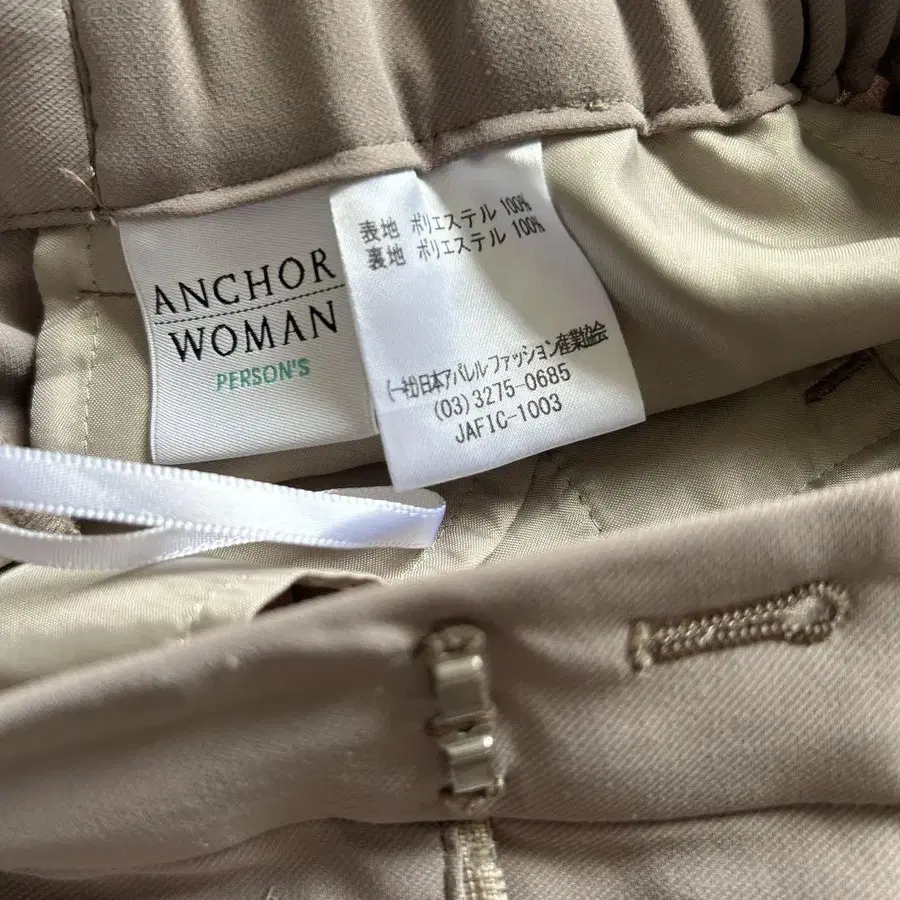 ANCHOR
WOMAN
PERSON'S
表地 ポリエステル 100%
裏地 ポリエステル 100%
(一社)日本アパレルファッション産業協会
(03)3275-0685
JAFIC-1003